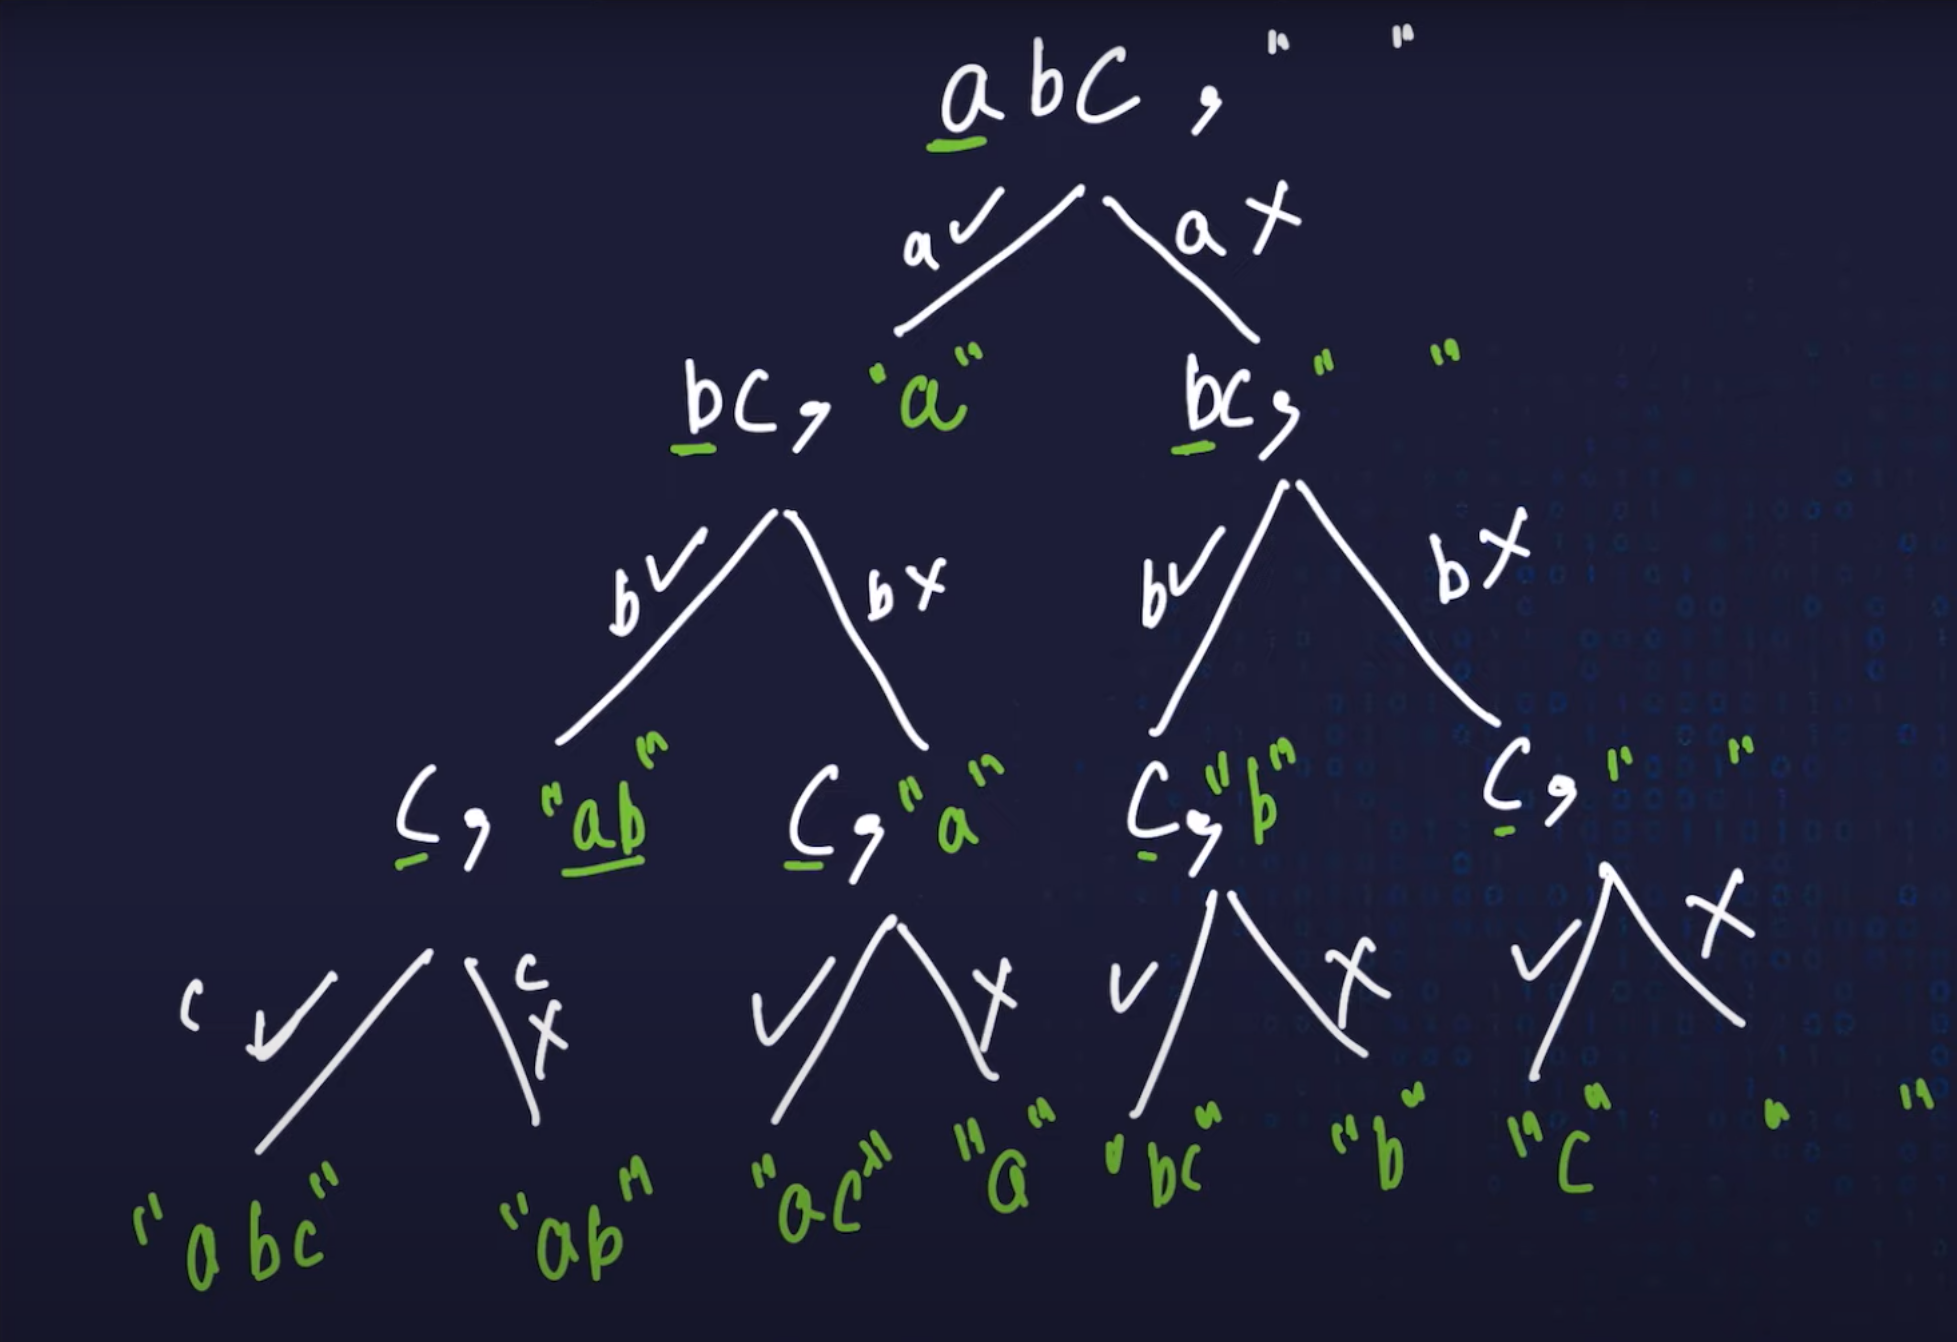 abc, " "
a✓ a X
bc, "a" bc, " "
b✓ b X b✓ b X
c, "ab" c, "a" c, "b" c, " "
c ✓ c X ✓ X ✓ X ✓ X
"abc" "ab" "ac" "a" "bc" "b" "c" " "